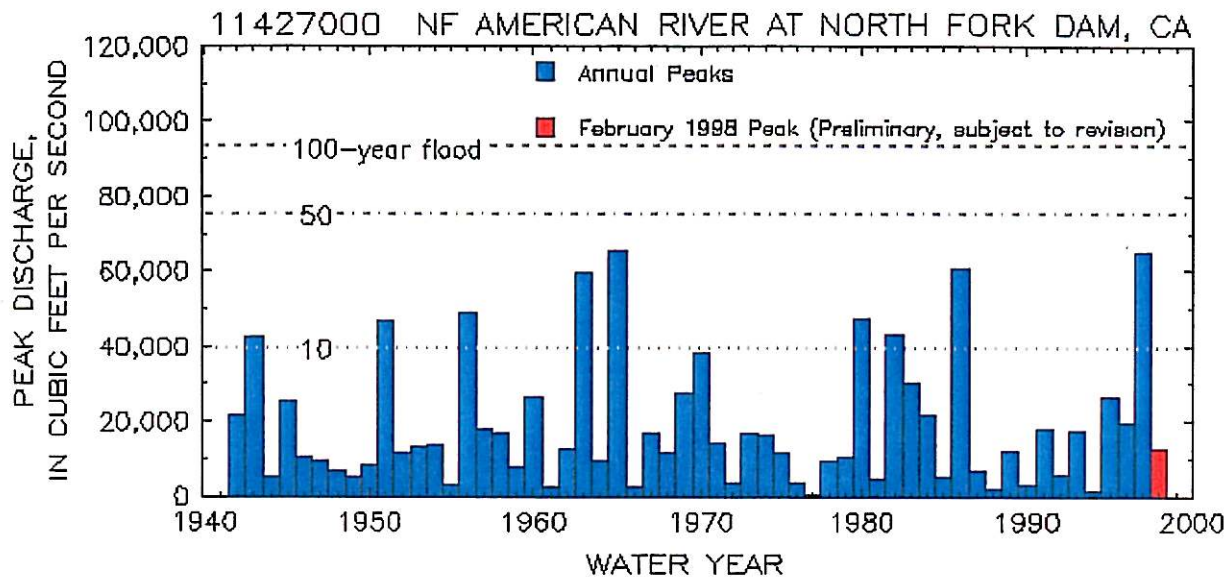 11427000 NF AMERICAN RIVER AT NORTH FORK DAM, CA
PEAK DISCHARGE,
IN CUBIC FEET PER SECOND
120,000
100,000
80,000
60,000
40,000
20,000
0
Annual Peaks
February 1998 Peak (Preliminary, subject to revision)
100-year flood
50
10
1940
1950
1960
1970
1980
1990
2000
WATER YEAR